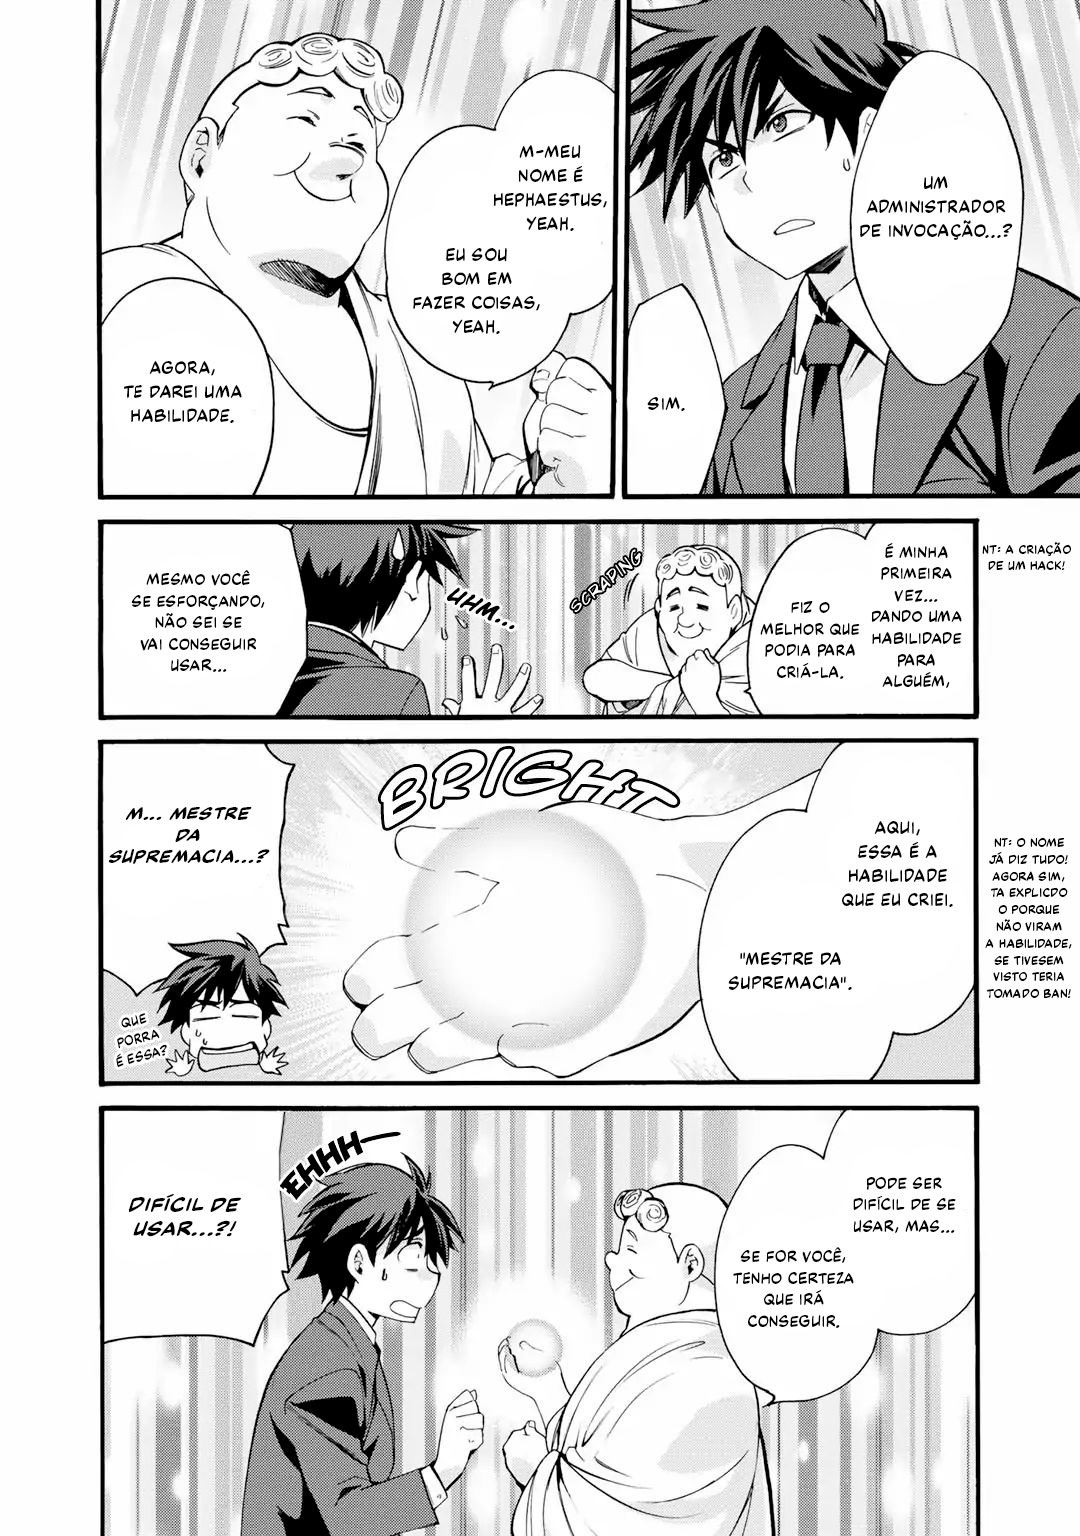 UM
ADMINISTRADOR
DE INVOCAÇÃO...?
SIM.
M-MEU
NOME É
HEPHAESTUS,
YEAH.
EU SOU
BOM EM
FAZER COISAS,
YEAH.
AGORA,
TE DAREI UMA
HABILIDADE.
NT: A CRIAÇÃO
DE UM HACK!
É MINHA
PRIMEIRA
VEZ...
DANDO UMA
HABILIDADE
PARA
ALGUÉM,
FIZ O
MELHOR QUE
PODIA PARA
CRIÁ-LA.
SCRAPING
UHM...
MESMO VOCÊ
SE ESFORÇANDO,
NÃO SEI SE
VAI CONSEGUIR
USAR...
NT: O NOME
JÁ DIZ TUDO!
AGORA SIM,
TA EXPLICDO
O PORQUE
NÃO VIRAM
A HABILIDADE,
SE TIVESEM
VISTO TERIA
TOMADO BAN!
AQUI,
ESSA É A
HABILIDADE
QUE EU CRIEI.
"MESTRE DA
SUPREMACIA".
BRIGHT
M... MESTRE
DA
SUPREMACIA...?
QUE
PORRA
É ESSA?
PODE SER
DIFÍCIL DE SE
USAR, MAS...
SE FOR VOCÊ,
TENHO CERTEZA
QUE IRÁ
CONSEGUIR.
EHHH—
DIFÍCIL DE
USAR...?!